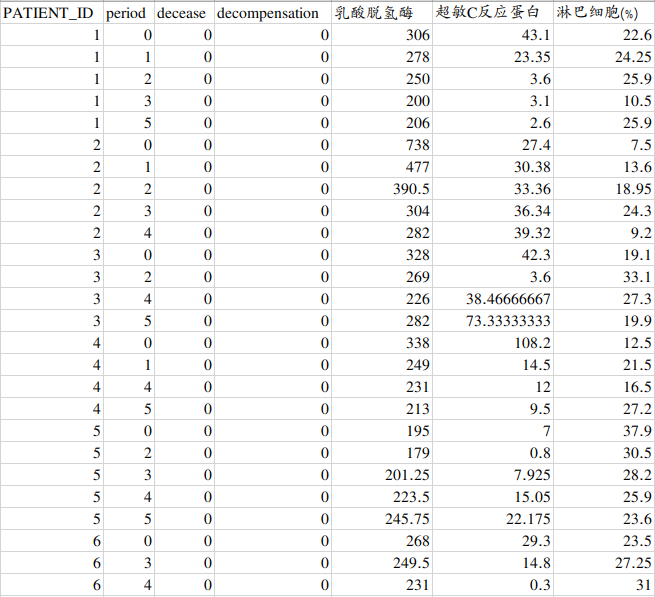 PATIENT_ID period decease decompensation 乳酸脱氢酶 超敏C反应蛋白 淋巴细胞(%)
1 0 0 0 306 43.1 22.6
1 1 0 0 278 23.35 24.25
1 2 0 0 250 3.6 25.9
1 3 0 0 200 3.1 10.5
1 5 0 0 206 2.6 25.9
2 0 0 0 738 27.4 7.5
2 1 0 0 477 30.38 13.6
2 2 0 0 390.5 33.36 18.95
2 3 0 0 304 36.34 24.3
2 4 0 0 282 39.32 9.2
3 0 0 0 328 42.3 19.1
3 2 0 0 269 3.6 33.1
3 4 0 0 226 38.46666667 27.3
3 5 0 0 282 73.33333333 19.9
4 0 0 0 338 108.2 12.5
4 1 0 0 249 14.5 21.5
4 4 0 0 231 12 16.5
4 5 0 0 213 9.5 27.2
5 0 0 0 195 7 37.9
5 2 0 0 179 0.8 30.5
5 3 0 0 201.25 7.925 28.2
5 4 0 0 223.5 15.05 25.9
5 5 0 0 245.75 22.175 23.6
6 0 0 0 268 29.3 23.5
6 3 0 0 249.5 14.8 27.25
6 4 0 0 231 0.3 31